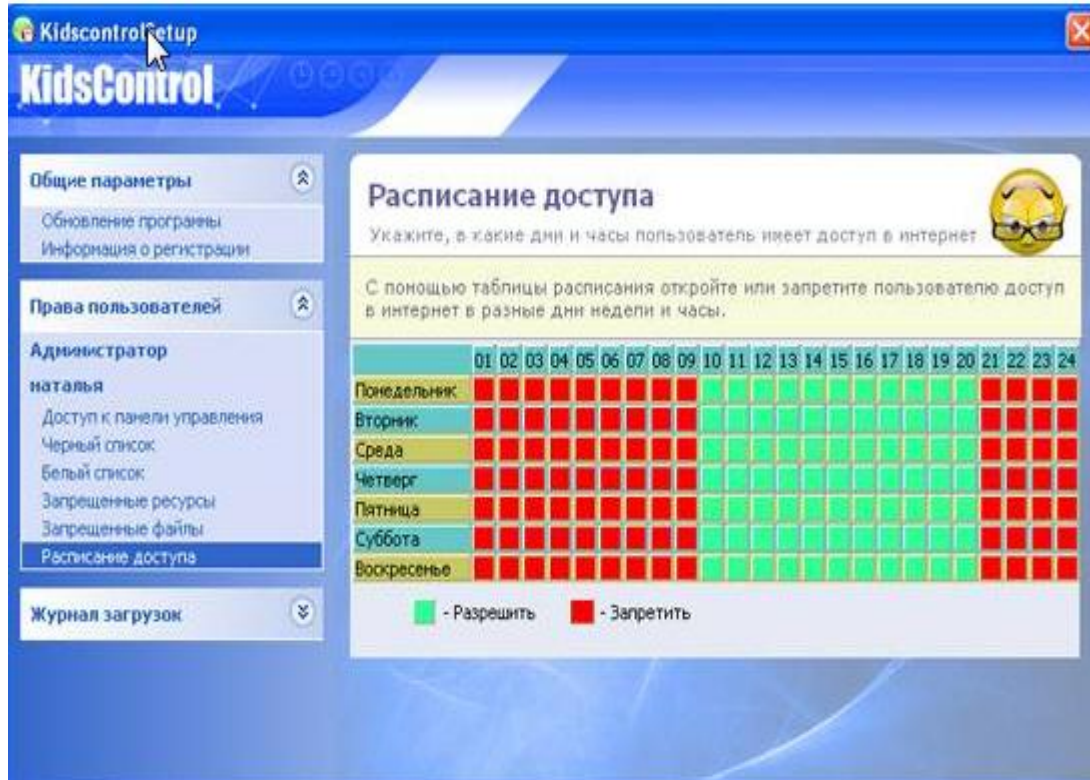 KidscontrolSetup
KidsControl
Общие параметры
Обновление программы
Информация о регистрации
Права пользователей
Администратор
наталья
Доступ к панели управления
Черный список
Белый список
Запрещенные ресурсы
Запрещенные файлы
Расписание доступа
Журнал загрузок
Расписание доступа
Укажите, в какие дни и часы пользователь имеет доступ в интернет
С помощью таблицы расписания откройте или запретите пользователю доступ
в интернет в разные дни недели и часы.
01 02 03 04 05 06 07 08 09 10 11 12 13 14 15 16 17 18 19 20 21 22 23 24
Понедельник
Вторник
Среда
Четверг
Пятница
Суббота
Воскресенье
- Разрешить - Запретить